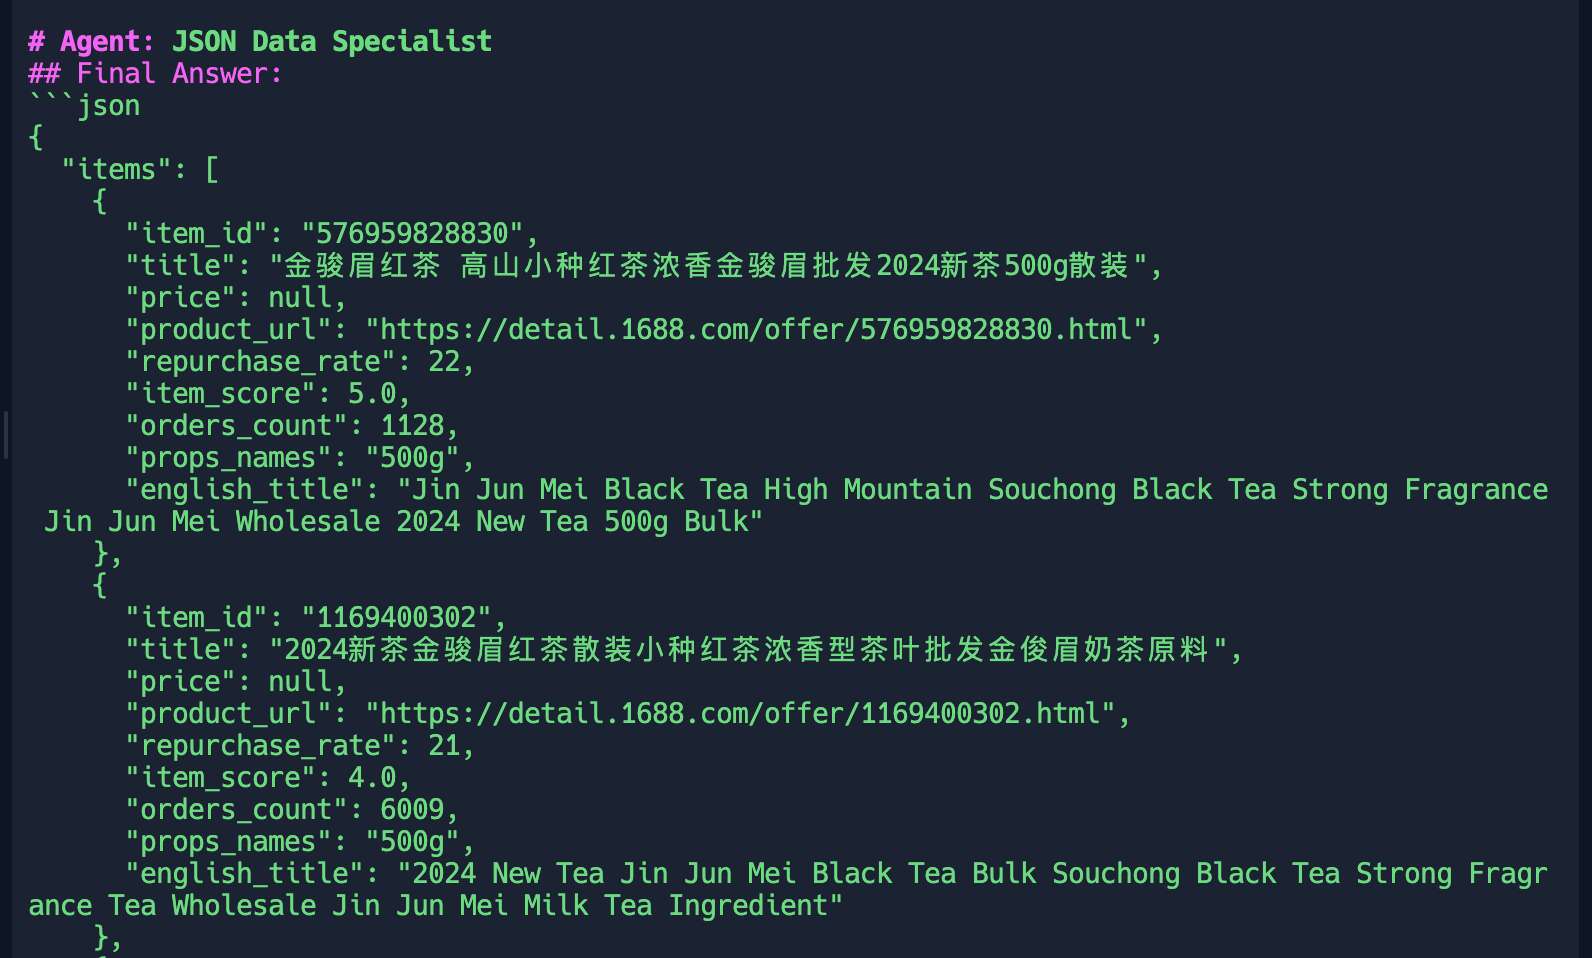 # Agent: JSON Data Specialist
## Final Answer:
```json
{
  "items": [
    {
      "item_id": "576959828830",
      "title": "金骏眉红茶 高山小种红茶浓香金骏眉批发2024新茶500g散装",
      "price": null,
      "product_url": "https://detail.1688.com/offer/576959828830.html",
      "repurchase_rate": 22,
      "item_score": 5.0,
      "orders_count": 1128,
      "props_names": "500g",
      "english_title": "Jin Jun Mei Black Tea High Mountain Souchong Black Tea Strong Fragrance
 Jin Jun Mei Wholesale 2024 New Tea 500g Bulk"
    },
    {
      "item_id": "1169400302",
      "title": "2024新茶金骏眉红茶散装小种红茶浓香型茶叶批发金俊眉奶茶原料",
      "price": null,
      "product_url": "https://detail.1688.com/offer/1169400302.html",
      "repurchase_rate": 21,
      "item_score": 4.0,
      "orders_count": 6009,
      "props_names": "500g",
      "english_title": "2024 New Tea Jin Jun Mei Black Tea Bulk Souchong Black Tea Strong Fragr
ance Tea Wholesale Jin Jun Mei Milk Tea Ingredient"
    },